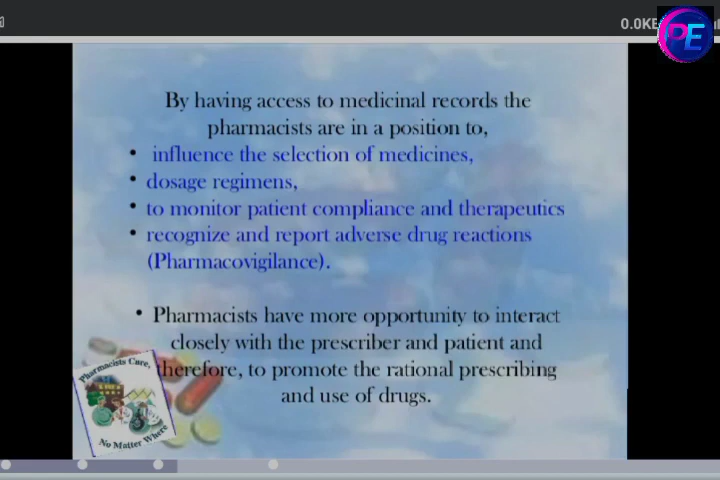 0.0KE
PE
By having access to medicinal records the
pharmacists are in a position to,
• influence the selection of medicines,
• dosage regimens,
• to monitor patient compliance and therapeutics
• recognize and report adverse drug reactions
(Pharmacovigilance).
• Pharmacists have more opportunity to interact
closely with the prescriber and patient and
therefore, to promote the rational prescribing
and use of drugs.
Pharmacists Care,
No Matter Where